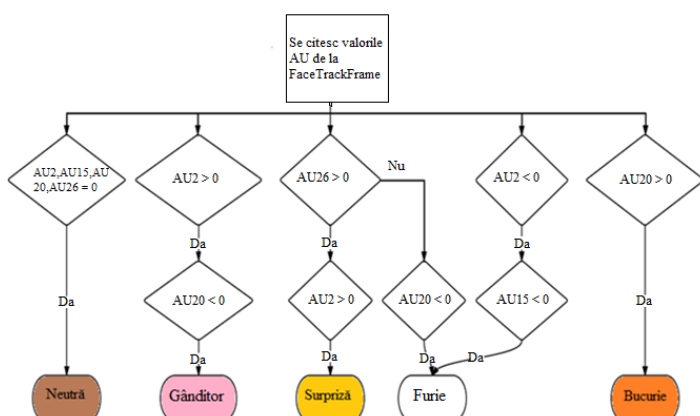 Se citesc valorile
AU de la
FaceTrackFrame
AU2,AU15,AU
20,AU26 = 0
AU2 > 0
AU26 > 0
Nu
AU2 < 0
AU20 > 0
Da
Da
Da
Da
AU20 < 0
AU2 > 0
AU20 < 0
AU15 < 0
Da
Da
Da
Da
Da
Neutră
Gânditor
Surpriză
Furie
Bucurie